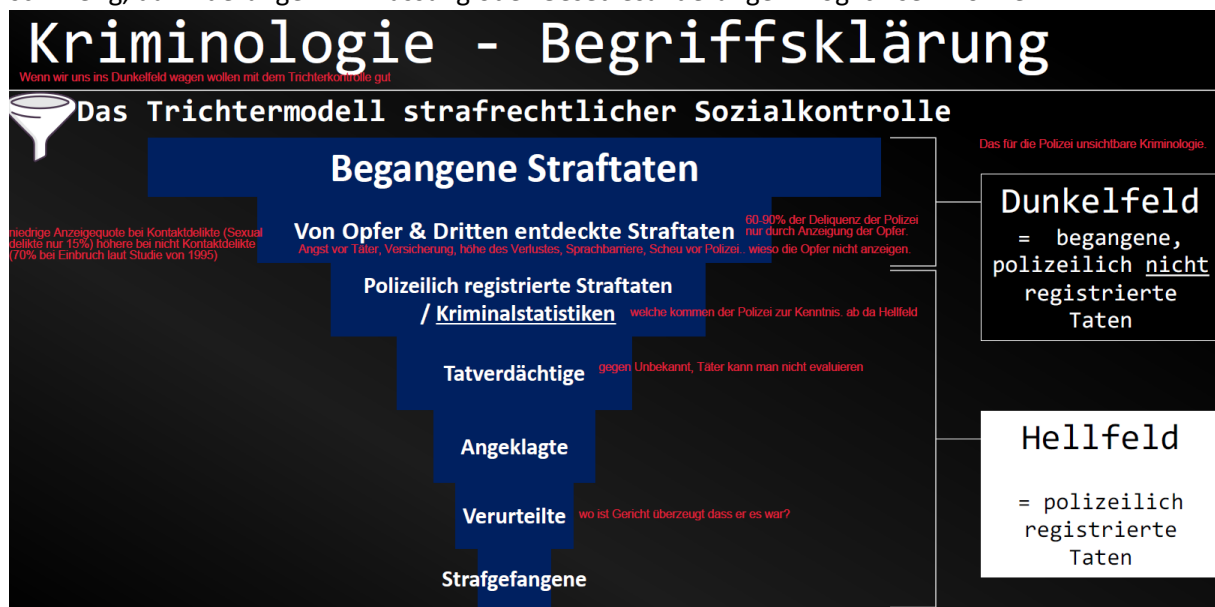 Kriminologie - Begriffsklärung
Wenn wir uns ins Dunkelfeld wagen wollen mit dem Trichterkontrolle gut
Das Trichtermodell strafrechtlicher Sozialkontrolle
Das für die Polizei unsichtbare Kriminologie.
Begangene Straftaten
niedrige Anzeigequote bei Kontaktdelikte (Sexual
delikte nur 15%) höhere bei nicht Kontaktdelikte
(70% bei Einbruch laut Studie von 1995)
Von Opfer & Dritten entdeckte Straftaten
60-90% der Deliquenz der Polizei
nur durch Anzeigung der Opfer.
Angst vor Täter, Versicherung, höhe des Verlustes, Sprachbarriere, Scheu vor Polizei.. wieso die Opfer nicht anzeigen.
Polizeilich registrierte Straftaten
/ Kriminalstatistiken
welche kommen der Polizei zur Kenntnis. ab da Hellfeld
Tatverdächtige
gegen Unbekannt, Täter kann man nicht evaluieren
Angeklagte
Verurteilte
wo ist Gericht überzeugt dass er es war?
Strafgefangene
Dunkelfeld
= begangene,
polizeilich nicht
registrierte
Taten
Hellfeld
= polizeilich
registrierte
Taten